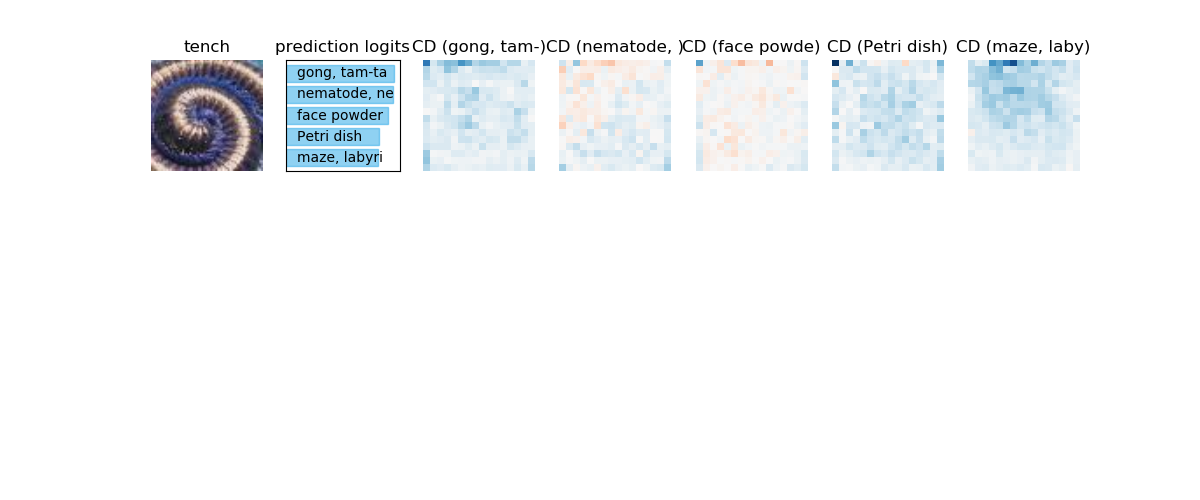 tench
prediction logits
CD (gong, tam-)
CD (nematode, )
CD (face powde)
CD (Petri dish)
CD (maze, laby)
gong, tam-ta
nematode, ne
face powder
Petri dish
maze, labyri